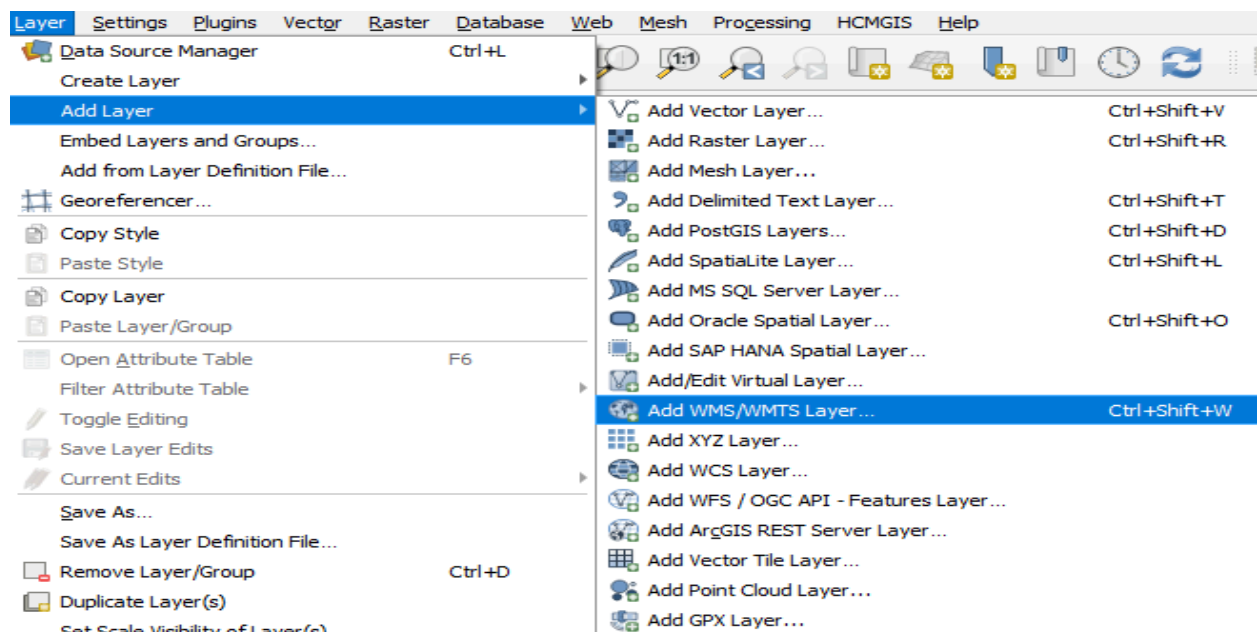 Layer Settings Plugins Vector Raster Database Web Mesh Processing HCMGIS Help
Data Source Manager Ctrl+L
Create Layer
Add Layer
Embed Layers and Groups...
Add from Layer Definition File...
Georeferencer...
Copy Style
Paste Style
Copy Layer
Paste Layer/Group
Open Attribute Table F6
Filter Attribute Table
Toggle Editing
Save Layer Edits
Current Edits
Save As...
Save As Layer Definition File...
Remove Layer/Group Ctrl+D
Duplicate Layer(s)
Set Scale Visibility of Layer(s)
1:1
Add Vector Layer... Ctrl+Shift+V
Add Raster Layer... Ctrl+Shift+R
Add Mesh Layer...
Add Delimited Text Layer... Ctrl+Shift+T
Add PostGIS Layers... Ctrl+Shift+D
Add SpatiaLite Layer... Ctrl+Shift+L
Add MS SQL Server Layer...
Add Oracle Spatial Layer... Ctrl+Shift+O
Add SAP HANA Spatial Layer...
Add/Edit Virtual Layer...
Add WMS/WMTS Layer... Ctrl+Shift+W
Add XYZ Layer...
Add WCS Layer...
Add WFS / OGC API - Features Layer...
Add ArcGIS REST Server Layer...
Add Vector Tile Layer...
Add Point Cloud Layer...
Add GPX Layer...